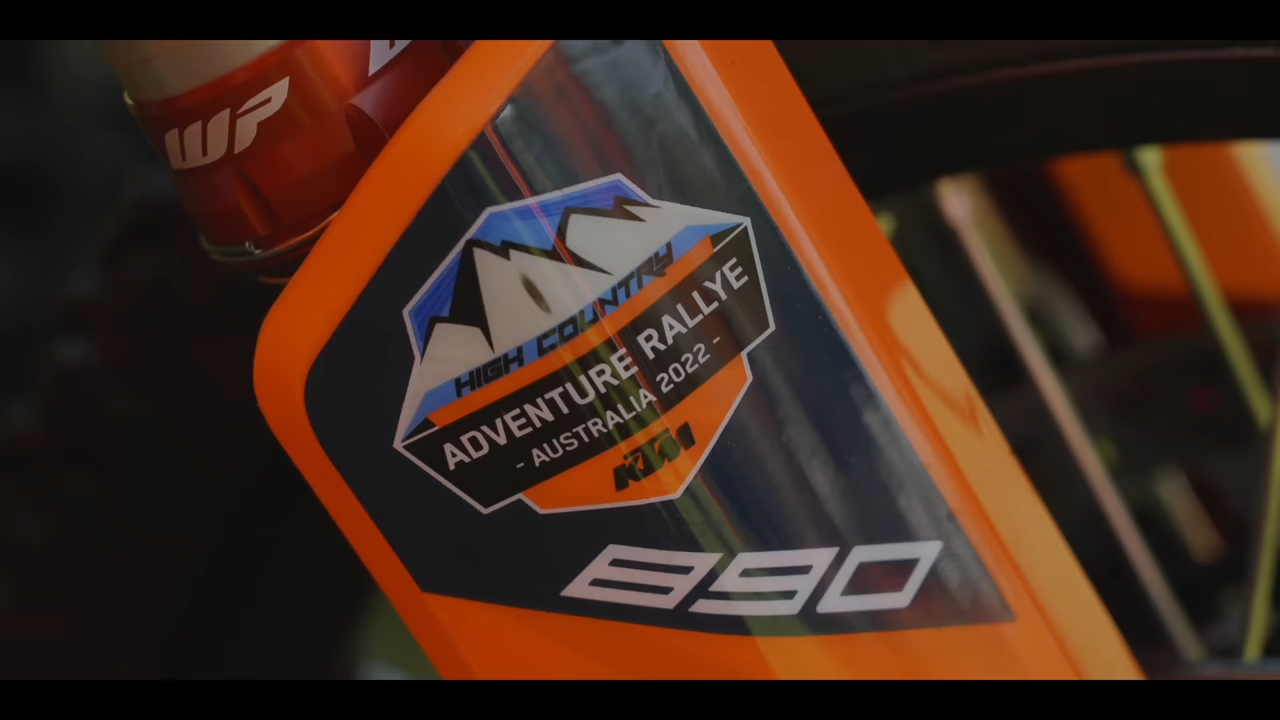 WP
HIGH COUNTRY
ADVENTURE RALLYE
- AUSTRALIA 2022 -
KTM
890